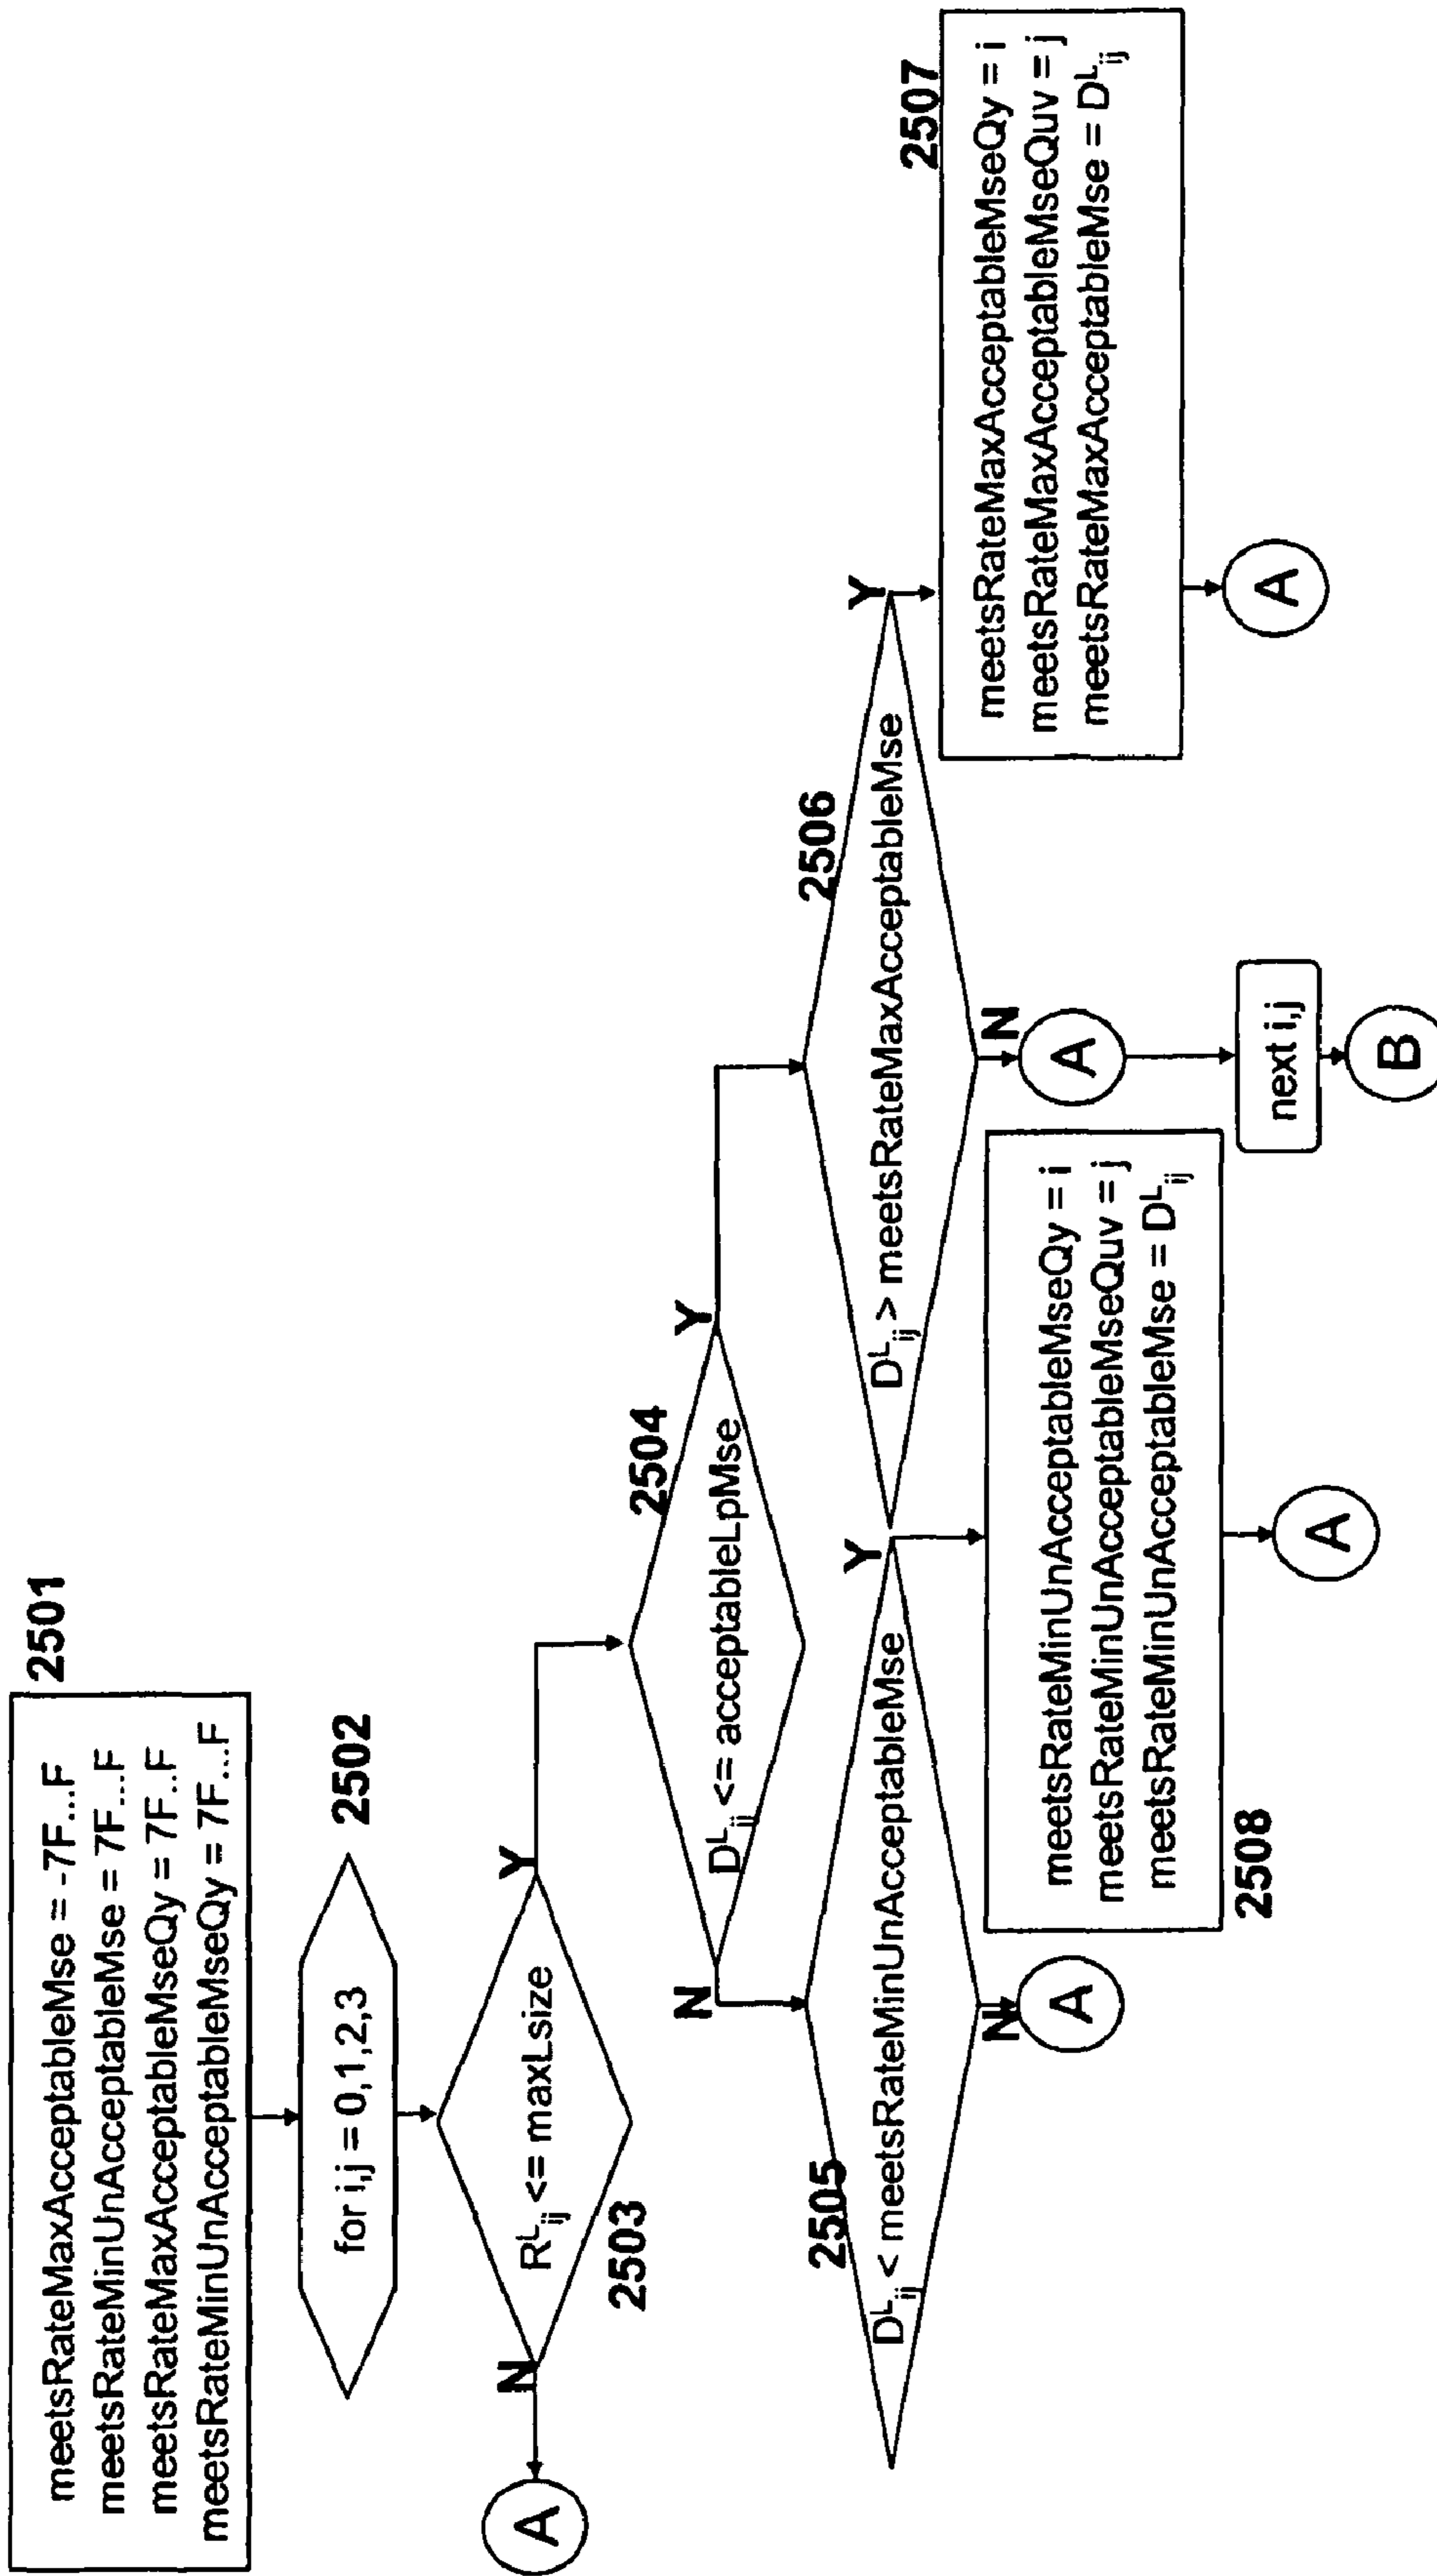 2501
meetsRateMaxAcceptableMse = -7F...F
meetsRateMinUnAcceptableMse = 7F...F
meetsRateMaxAcceptableMseQy = 7F..F
meetsRateMinUnAcceptableMseQy = 7F...F
2502
for i,j = 0,1,2,3
2503
R^L_ij <= maxLsize
N
Y
A
2504
D^L_ij <= acceptableLpMse
N
Y
2505
D^L_ij < meetsRateMinUnAcceptableMse
N
Y
A
2506
D^L_ij > meetsRateMaxAcceptableMse
N
Y
A
next i,j
B
2507
meetsRateMaxAcceptableMseQy = i
meetsRateMaxAcceptableMseQuv = j
meetsRateMaxAcceptableMse = D^L_ij
A
2508
meetsRateMinUnAcceptableMseQy = i
meetsRateMinUnAcceptableMseQuv = j
meetsRateMinUnAcceptableMse = D^L_ij
A